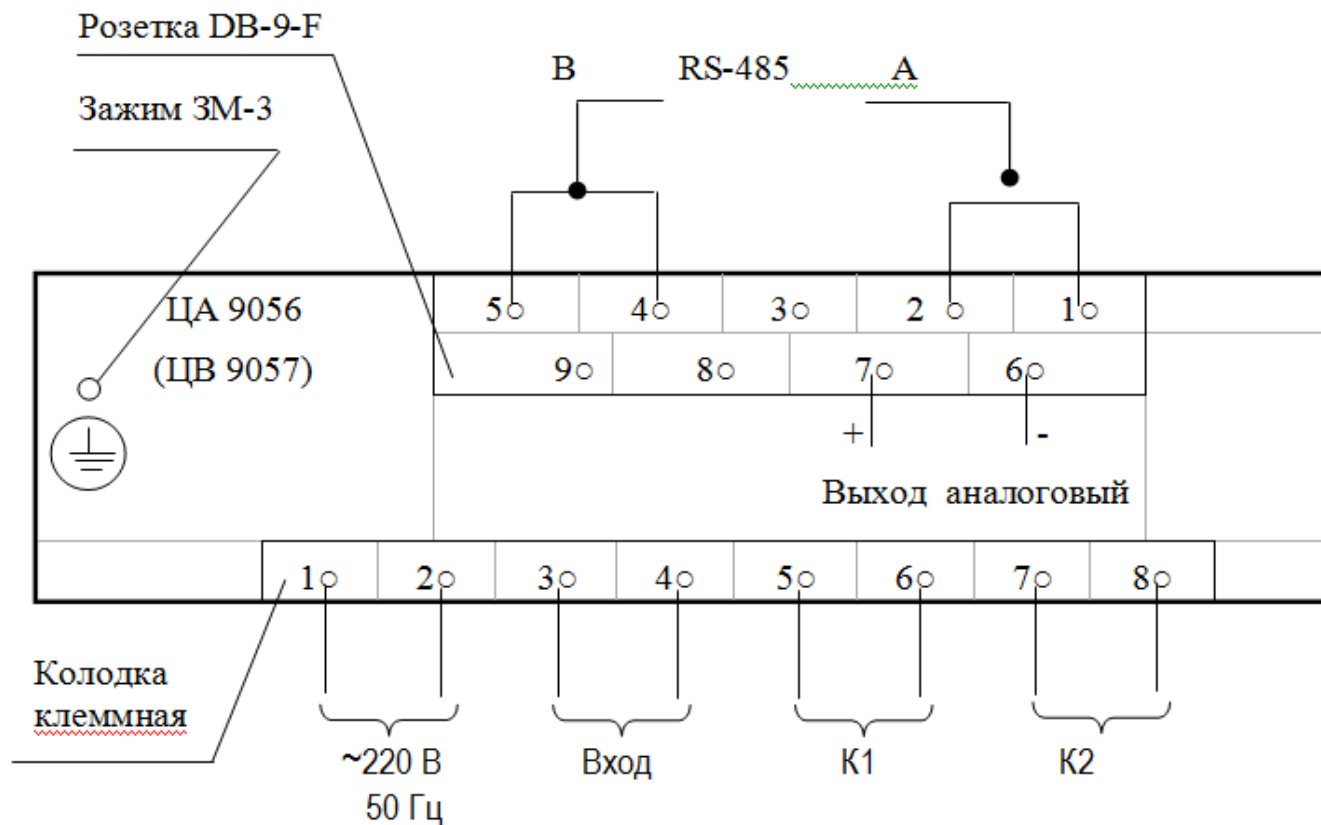 Розетка DB-9-F
B RS-485 A
Зажим ЗМ-3
ЦА 9056
5 4 3 2 1
(ЦВ 9057)
9 8 7 6
+ -
Выход аналоговый
1 2 3 4 5 6 7 8
Колодка
клеммная
~220 В
50 Гц
Вход
К1
К2